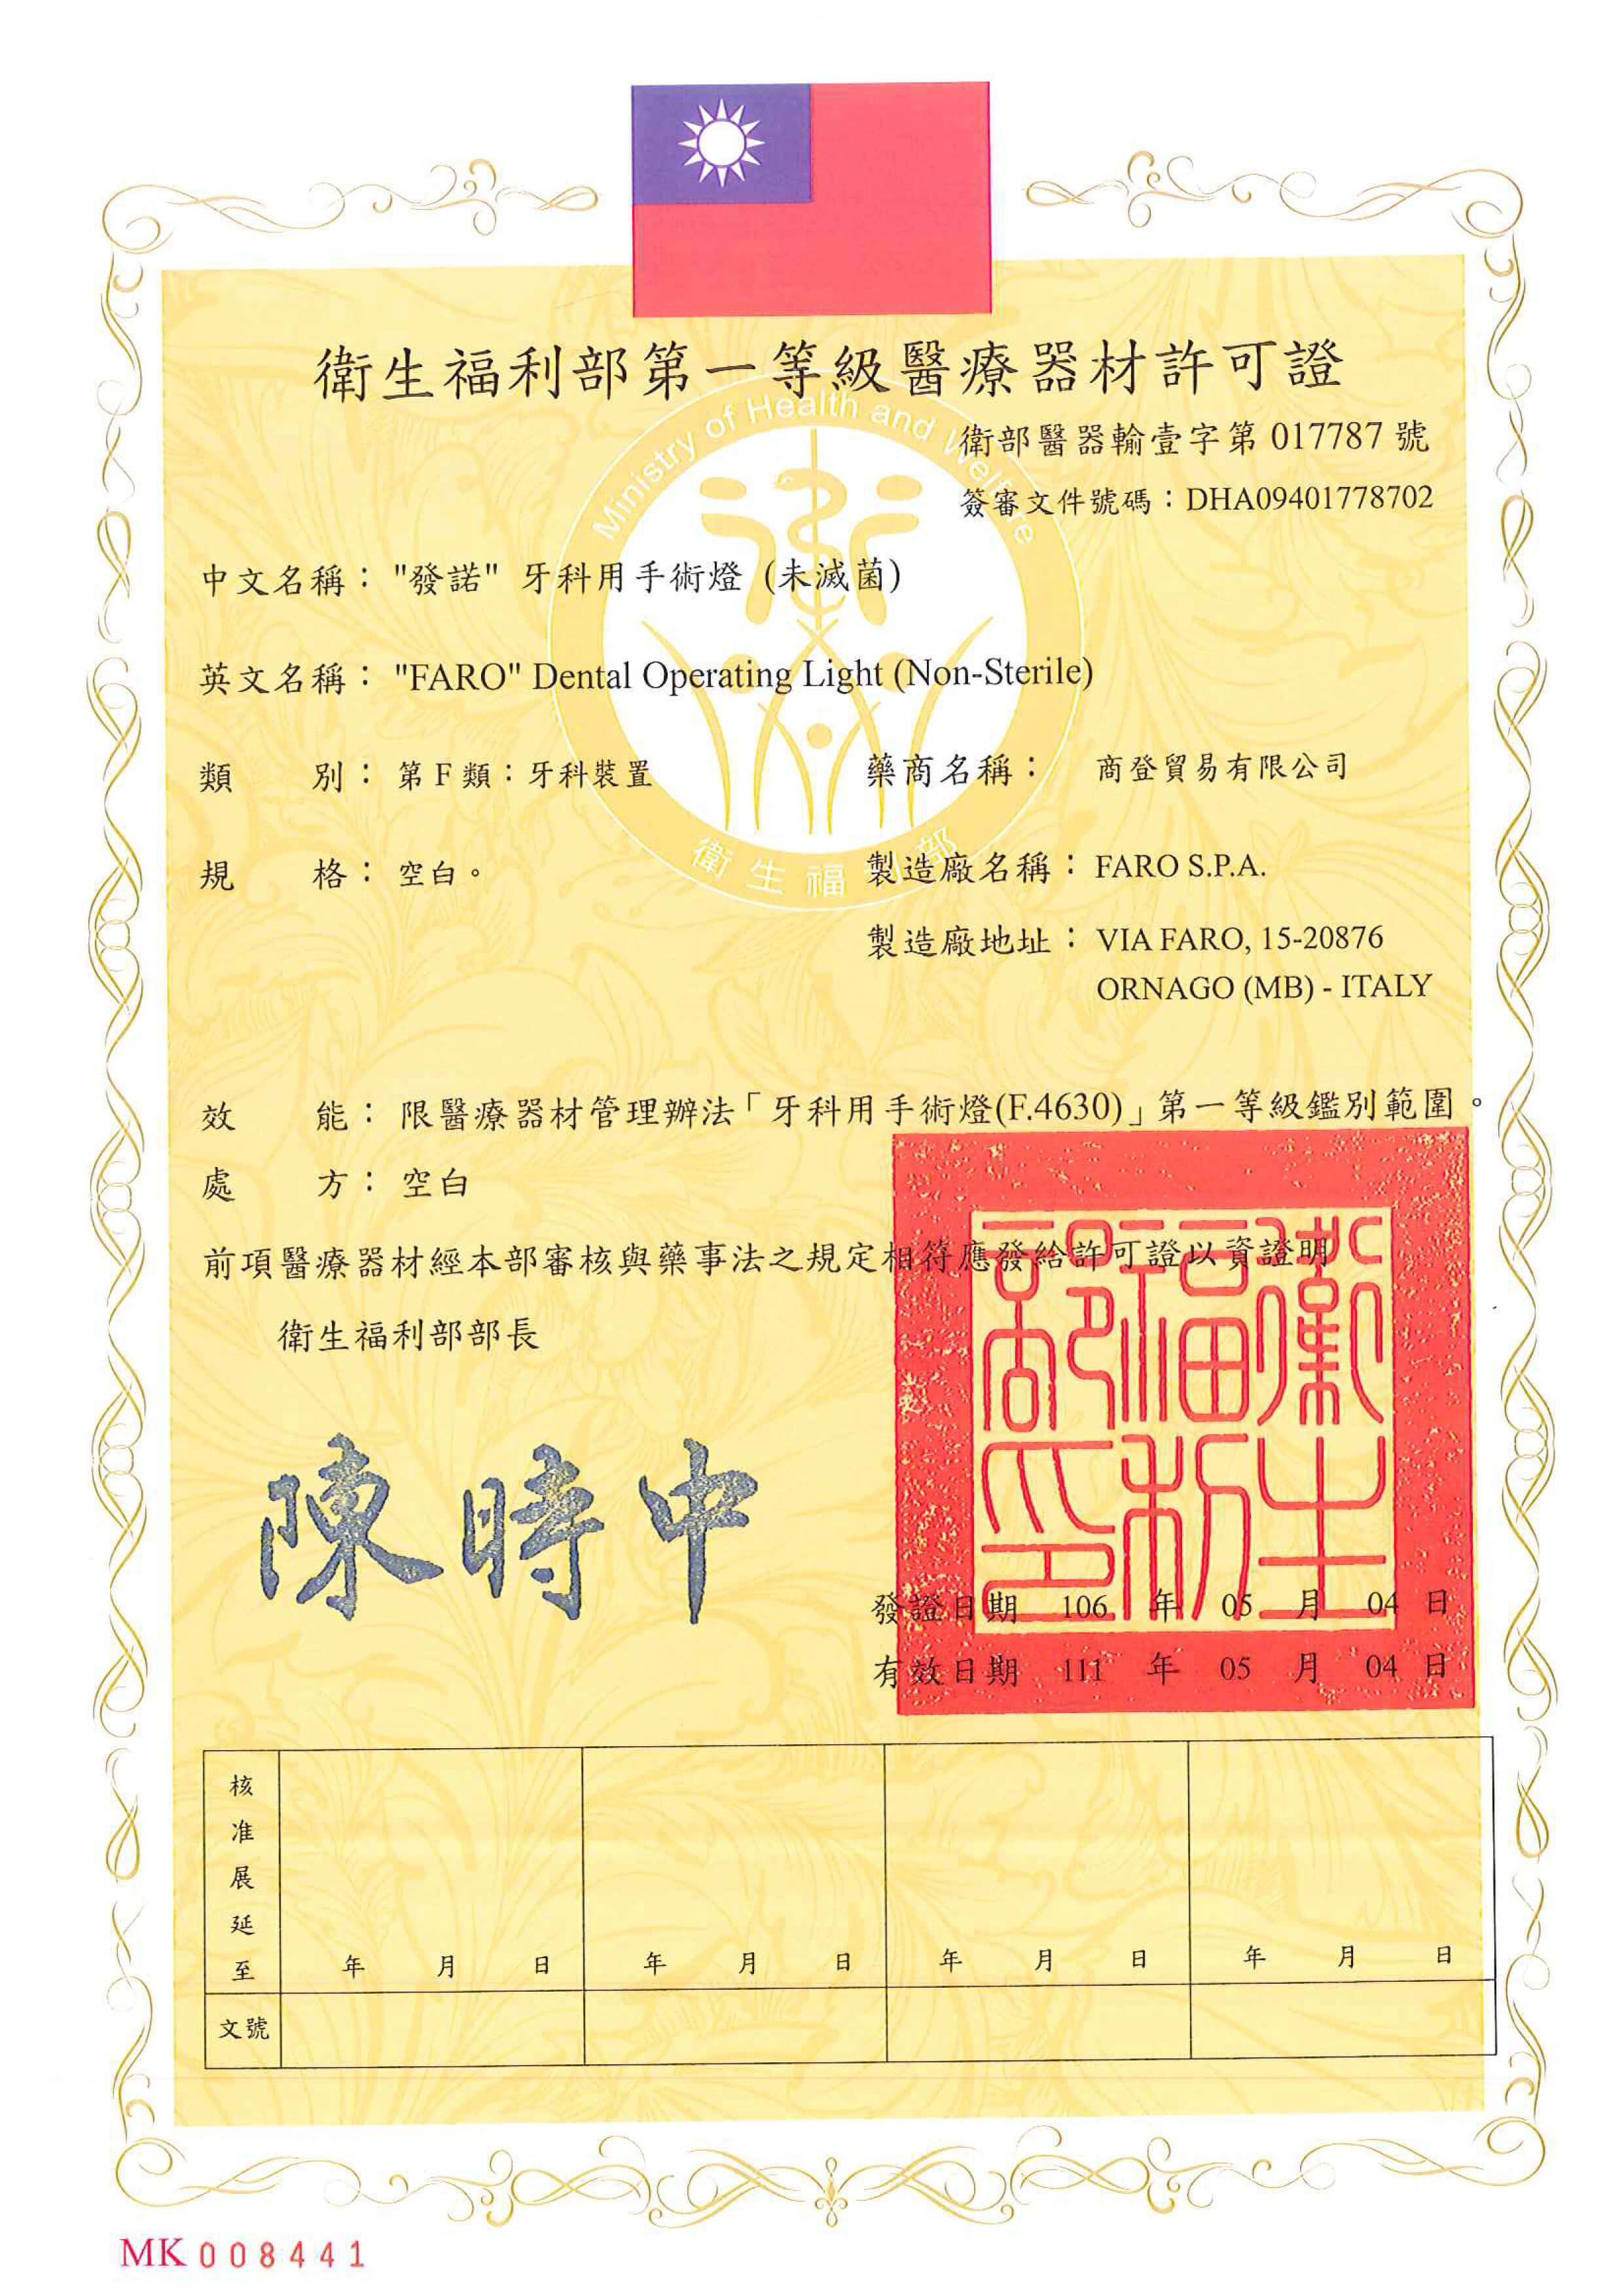 衛生福利部第一等級醫療器材許可證
Ministry of Health and Welfare
衛部醫器輸壹字第 017787 號
簽審文件號碼：DHA09401778702
中文名稱："發諾" 牙科用手術燈 (未滅菌)
英文名稱："FARO" Dental Operating Light (Non-Sterile)
類 別：第 F 類：牙科裝置
藥商名稱： 商登貿易有限公司
衛生福利部
規 格：空白。
製造廠名稱：FARO S.P.A.
製造廠地址：VIA FARO, 15-20876
ORNAGO (MB) - ITALY
效 能：限醫療器材管理辦法「牙科用手術燈(F.4630)」第一等級鑑別範圍。
處 方：空白
前項醫療器材經本部審核與藥事法之規定相符應發給許可證以資證明
衛生福利部部長
陳時中
衛生福利部印
發證日期 106 年 05 月 04 日
有效日期 111 年 05 月 04 日
核准展延至 年 月 日 年 月 日 年 月 日 年 月 日
文號
MK 008441